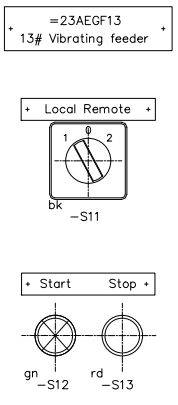 =23AEGF13
13# Vibrating feeder
+ Local Remote +
0
1 2
bk
-S11
+ Start Stop +
gn rd
-S12 -S13